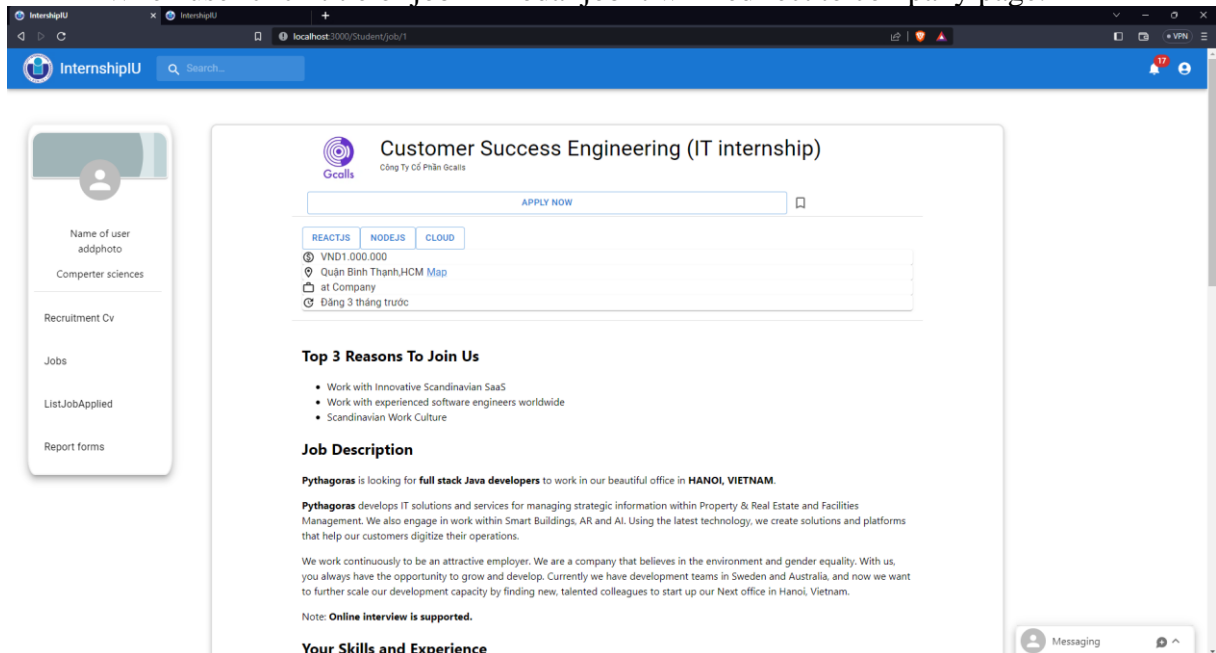 InternshipIU
InternshipIU
localhost:3000/Student/job/1
VPN
InternshipIU
Search...
17
Name of user
addphoto
Comperter sciences
Recruitment Cv
Jobs
ListJobApplied
Report forms
Gcalls
Customer Success Engineering (IT internship)
Công Ty Cổ Phần Gcalls
APPLY NOW
REACTJS NODEJS CLOUD
VND1.000.000
Quận Bình Thạnh,HCM Map
at Company
Đăng 3 tháng trước
Top 3 Reasons To Join Us
• Work with Innovative Scandinavian SaaS
• Work with experienced software engineers worldwide
• Scandinavian Work Culture
Job Description
Pythagoras is looking for full stack Java developers to work in our beautiful office in HANOI, VIETNAM.
Pythagoras develops IT solutions and services for managing strategic information within Property & Real Estate and Facilities
Management. We also engage in work within Smart Buildings, AR and AI. Using the latest technology, we create solutions and platforms
that help our customers digitize their operations.
We work continuously to be an attractive employer. We are a company that believes in the environment and gender equality. With us,
you always have the opportunity to grow and develop. Currently we have development teams in Sweden and Australia, and now we want
to further scale our development capacity by finding new, talented colleagues to start up our Next office in Hanoi, Vietnam.
Note: Online interview is supported.
Your Skills and Experience
Messaging